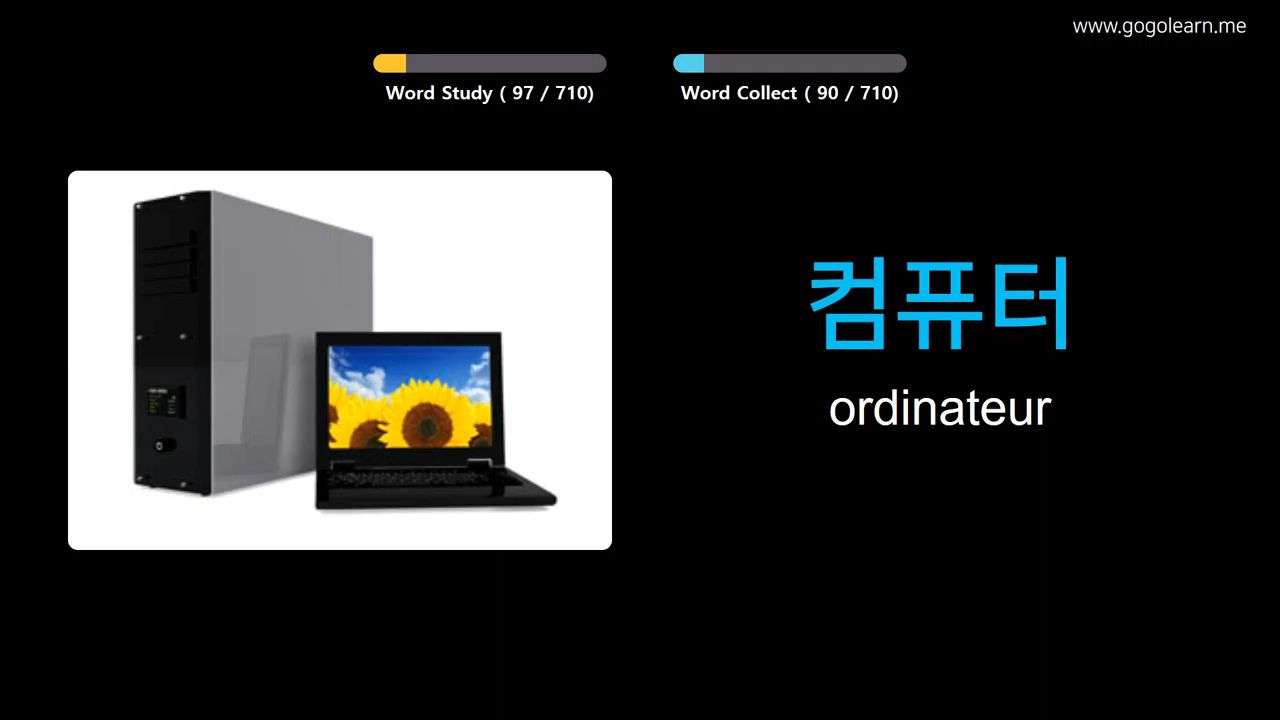 www.gogolearn.me
Word Study ( 97 / 710)
Word Collect ( 90 / 710)
컴퓨터
ordinateur